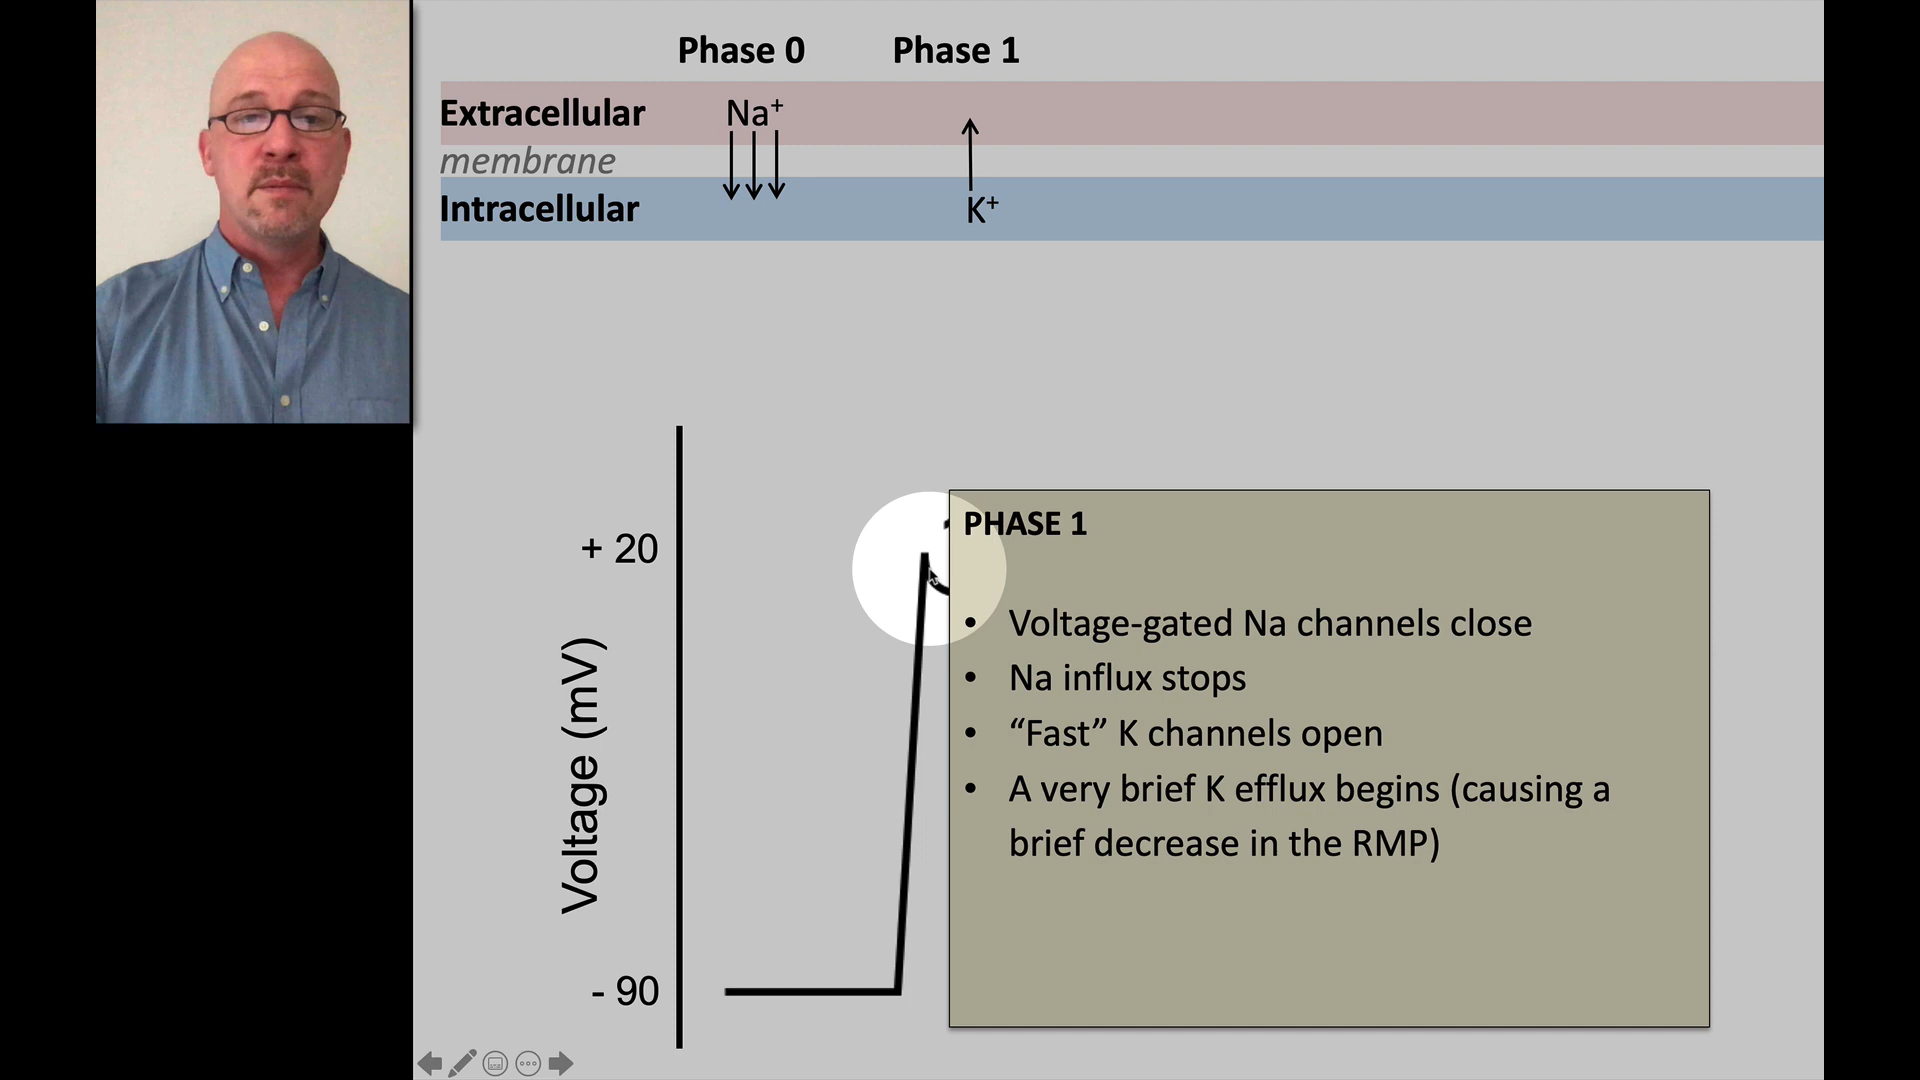 Phase 0 Phase 1
Extracellular Na⁺
membrane
Intracellular K⁺
+ 20
Voltage (mV)
- 90
PHASE 1
• Voltage-gated Na channels close
• Na influx stops
• “Fast” K channels open
• A very brief K efflux begins (causing a
brief decrease in the RMP)